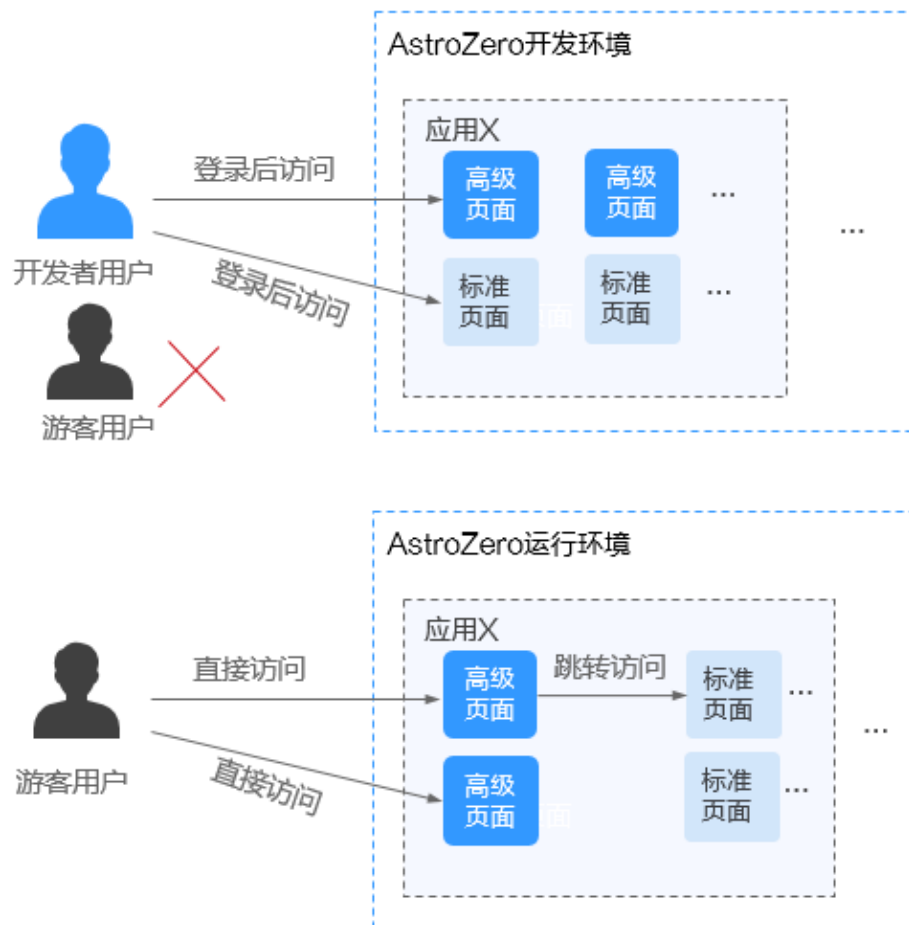 AstroZero开发环境
应用X
登录后访问
高级
页面
高级
页面
...
...
开发者用户
登录后访问
标准
页面
标准
页面
...
游客用户
AstroZero运行环境
应用X
直接访问
高级
页面
跳转访问
标准
页面
...
...
游客用户
直接访问
高级
页面
标准
页面
...